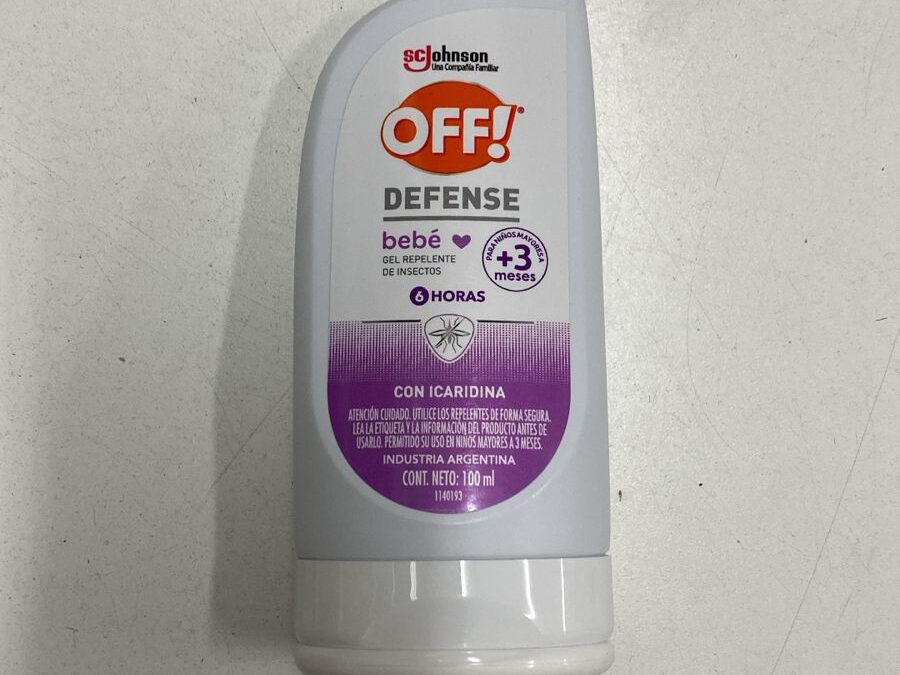 scJohnson
Una Compañía Familiar
OFF!®
DEFENSE
bebé
GEL REPELENTE
DE INSECTOS
PARA NIÑOS MAYORES A
+3
meses
6 HORAS
CON ICARIDINA
ATENCIÓN CUIDADO. UTILICE LOS REPELENTES DE FORMA SEGURA.
LEA LA ETIQUETA Y LA INFORMACIÓN DEL PRODUCTO ANTES DE
USARLO. PERMITIDO SU USO EN NIÑOS MAYORES A 3 MESES.
INDUSTRIA ARGENTINA
CONT. NETO: 100 ml
1140193